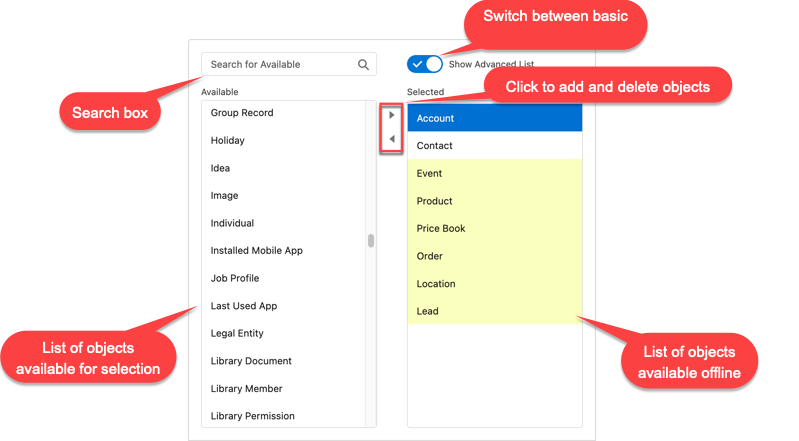 Switch between basic
Search for Available
Show Advanced List
Click to add and delete objects
Available
Selected
Search box
Group Record
Holiday
Idea
Image
Individual
Installed Mobile App
Job Profile
Last Used App
Legal Entity
Library Document
Library Member
Library Permission
Account
Contact
Event
Product
Price Book
Order
Location
Lead
List of objects
available for selection
List of objects
available offline